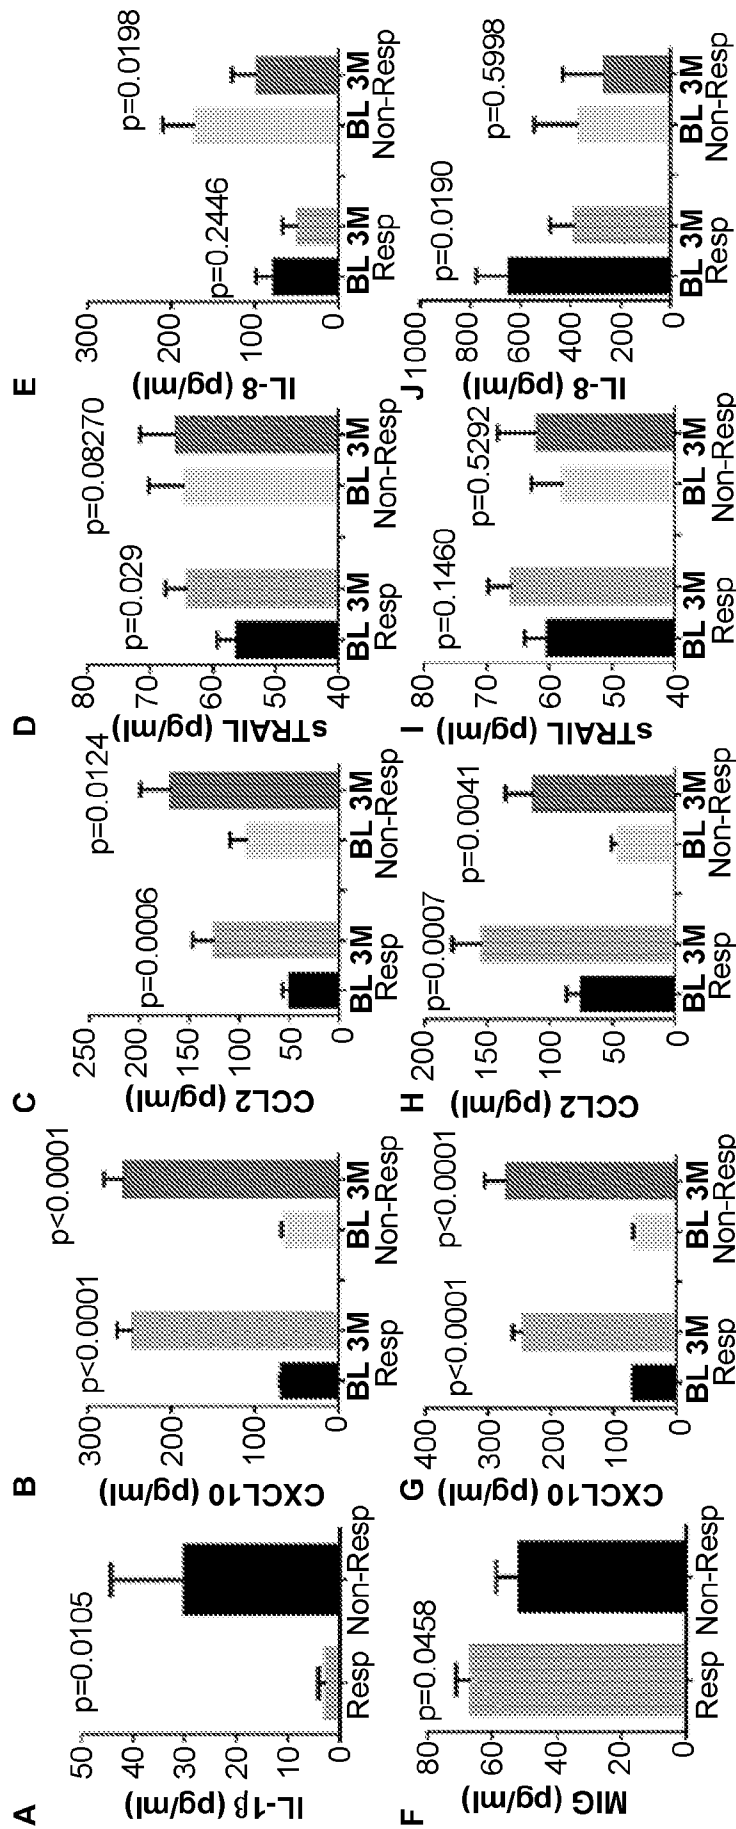 A
IL-1β (pg/ml)
50
40
30
20
10
0
p=0.0105
Resp Non-Resp
B
CXCL10 (pg/ml)
300
200
100
0
p<0.0001
p<0.0001
BL 3M BL 3M
Resp Non-Resp
C
CCL2 (pg/ml)
250
200
150
100
50
0
p=0.0006
p=0.0124
BL 3M BL 3M
Resp Non-Resp
D
sTRAIL (pg/ml)
80
70
60
50
40
p=0.029
p=0.08270
BL 3M BL 3M
Resp Non-Resp
E
IL-8 (pg/ml)
300
200
100
0
p=0.2446
p=0.0198
BL 3M BL 3M
Resp Non-Resp
F
MIG (pg/ml)
80
60
40
20
0
p=0.0458
Resp Non-Resp
G
CXCL10 (pg/ml)
400
300
200
100
0
p<0.0001
p<0.0001
BL 3M BL 3M
Resp Non-Resp
H
CCL2 (pg/ml)
200
150
100
50
0
p=0.0007
p=0.0041
BL 3M BL 3M
Resp Non-Resp
I
sTRAIL (pg/ml)
80
70
60
50
40
p=0.1460
p=0.5292
BL 3M BL 3M
Resp Non-Resp
J
IL-8 (pg/ml)
1000
800
600
400
200
0
p=0.0190
p=0.5998
BL 3M BL 3M
Resp Non-Resp